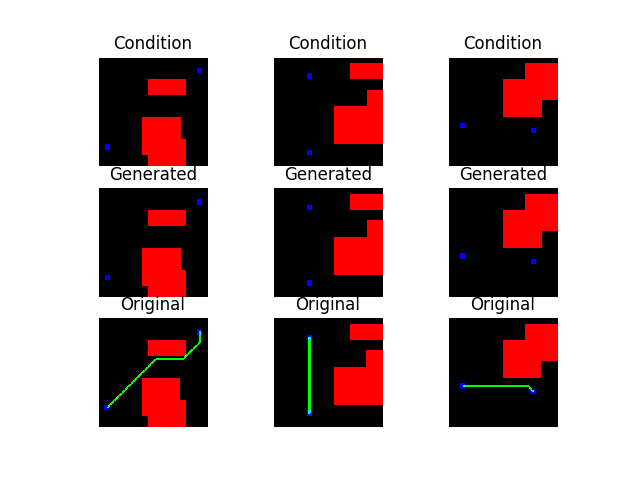 Condition Condition Condition
Generated Generated Generated
Original Original Original